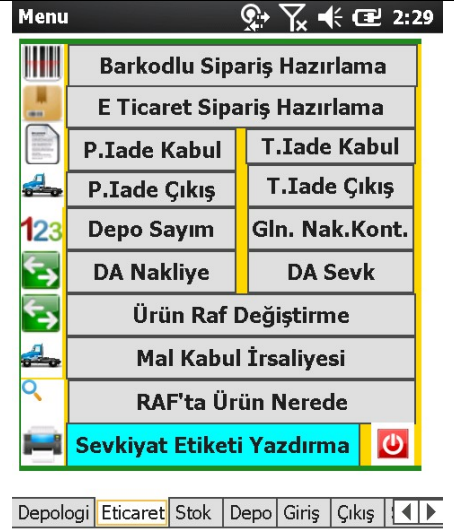 Menu 2:29
Barkodlu Sipariş Hazırlama
E Ticaret Sipariş Hazırlama
P.Iade Kabul T.Iade Kabul
P.Iade Çıkış T.Iade Çıkış
123 Depo Sayım Gln. Nak.Kont.
DA Nakliye DA Sevk
Ürün Raf Değiştirme
Mal Kabul İrsaliyesi
RAF'ta Ürün Nerede
Sevkiyat Etiketi Yazdırma
Depologi Eticaret Stok Depo Giriş Çıkış